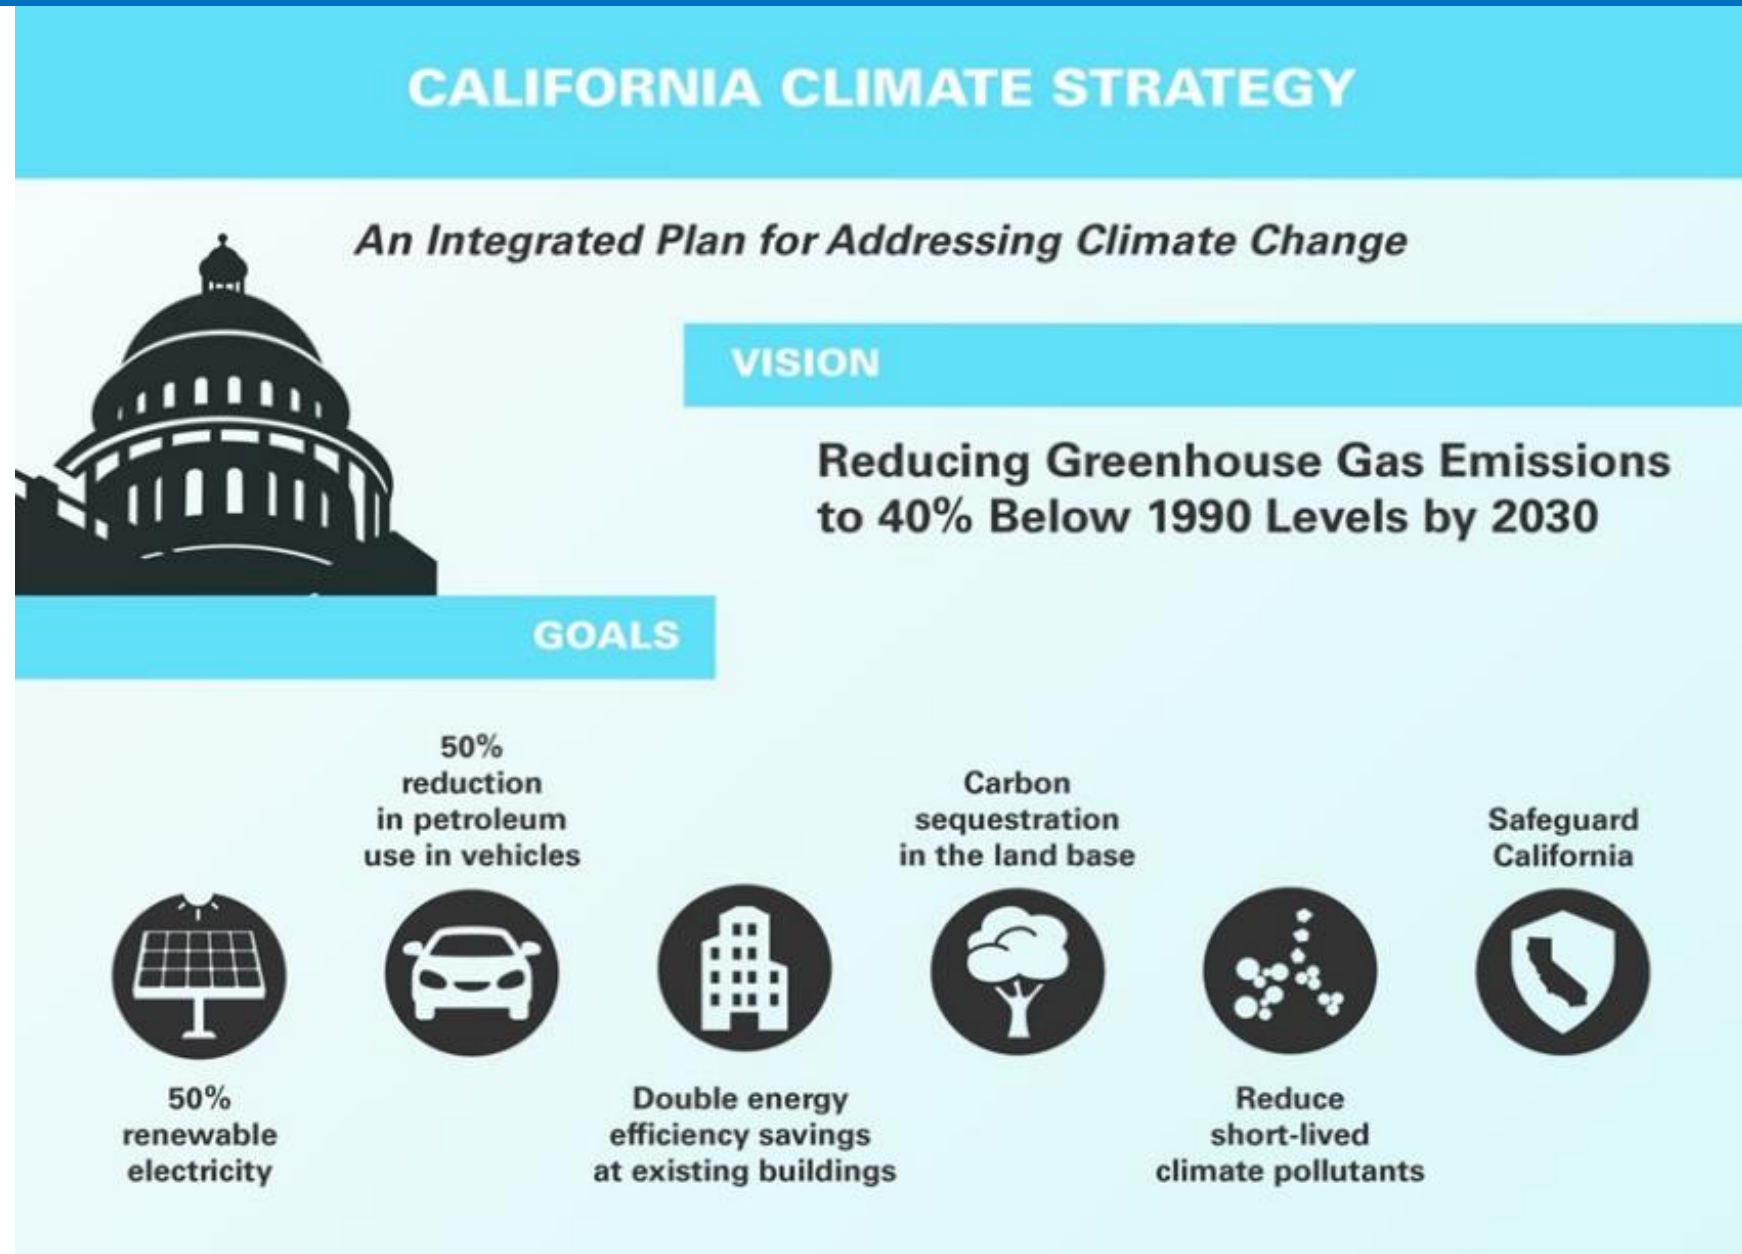 CALIFORNIA CLIMATE STRATEGY
An Integrated Plan for Addressing Climate Change
VISION
Reducing Greenhouse Gas Emissions
to 40% Below 1990 Levels by 2030
GOALS
50%
renewable
electricity
50%
reduction
in petroleum
use in vehicles
Double energy
efficiency savings
at existing buildings
Carbon
sequestration
in the land base
Reduce
short-lived
climate pollutants
Safeguard
California